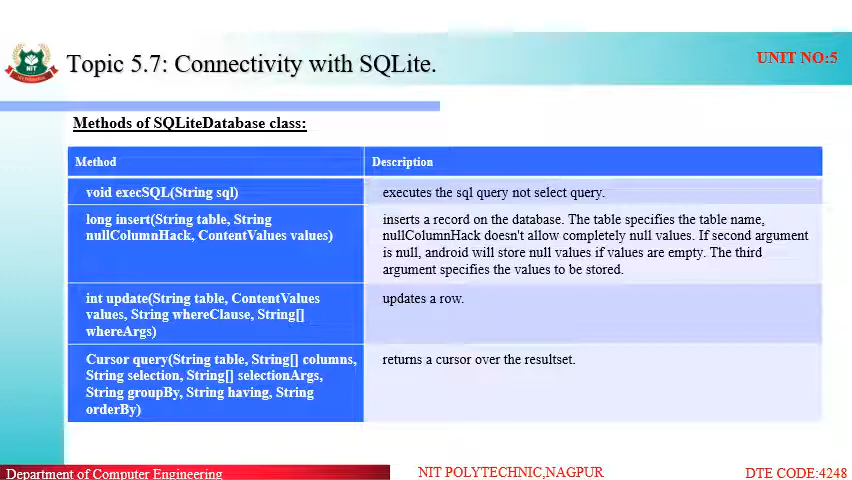 NIT
Topic 5.7: Connectivity with SQLite.
UNIT NO:5
Methods of SQLiteDatabase class:
Method
Description
void execSQL(String sql)
executes the sql query not select query.
long insert(String table, String
nullColumnHack, ContentValues values)
inserts a record on the database. The table specifies the table name,
nullColumnHack doesn't allow completely null values. If second argument
is null, android will store null values if values are empty. The third
argument specifies the values to be stored.
int update(String table, ContentValues
values, String whereClause, String[]
whereArgs)
updates a row.
Cursor query(String table, String[] columns,
String selection, String[] selectionArgs,
String groupBy, String having, String
orderBy)
returns a cursor over the resultset.
Department of Computer Engineering
NIT POLYTECHNIC,NAGPUR
DTE CODE:4248